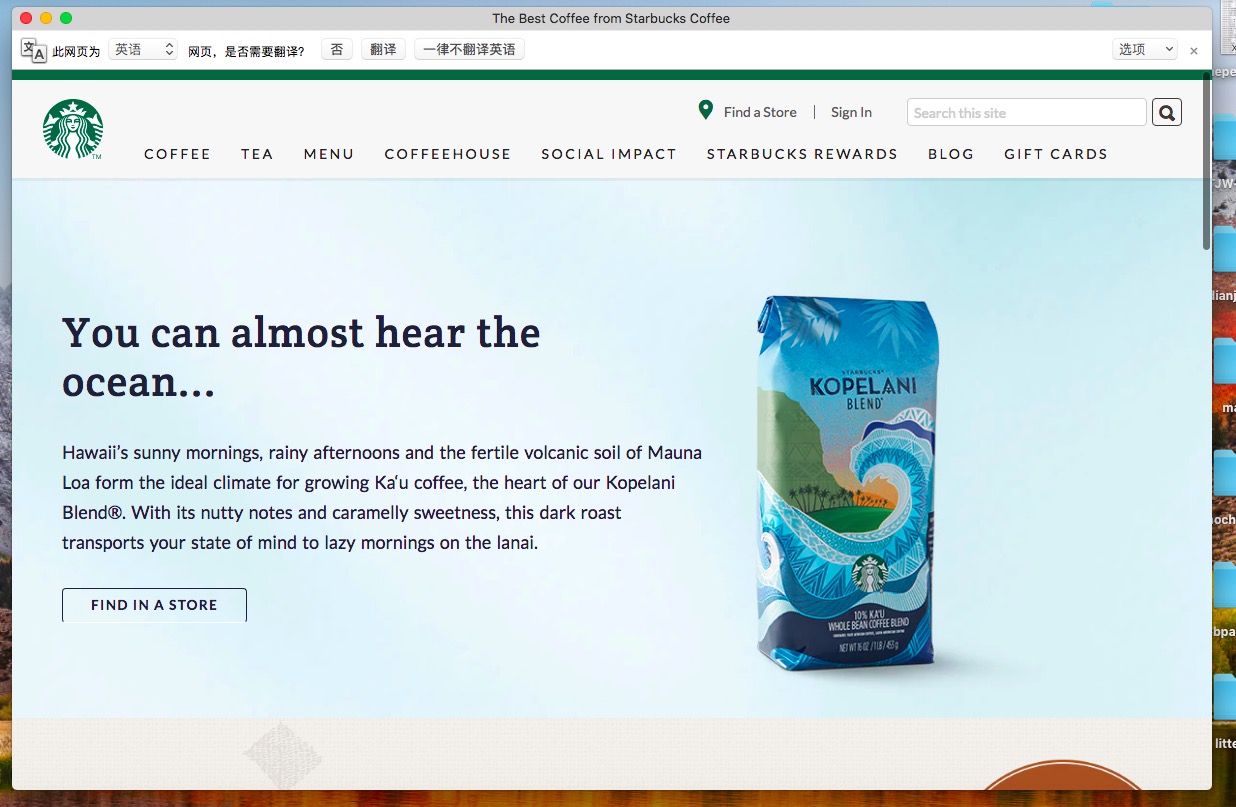 The Best Coffee from Starbucks Coffee
此网页为 英语 网页，是否需要翻译? 否 翻译 一律不翻译英语 选项
Find a Store | Sign In Search this site
COFFEE TEA MENU COFFEEHOUSE SOCIAL IMPACT STARBUCKS REWARDS BLOG GIFT CARDS
TM
You can almost hear the
ocean...
Hawaii’s sunny mornings, rainy afternoons and the fertile volcanic soil of Mauna
Loa form the ideal climate for growing Ka‘u coffee, the heart of our Kopelani
Blend®. With its nutty notes and caramelly sweetness, this dark roast
transports your state of mind to lazy mornings on the lanai.
FIND IN A STORE
STARBUCKS®
KOPELANI
BLEND
10% KA'U
WHOLE BEAN COFFEE BLEND
NET WT 16 OZ / 1 LB / 453 g
JW-
lianj
ma
bpa
litte